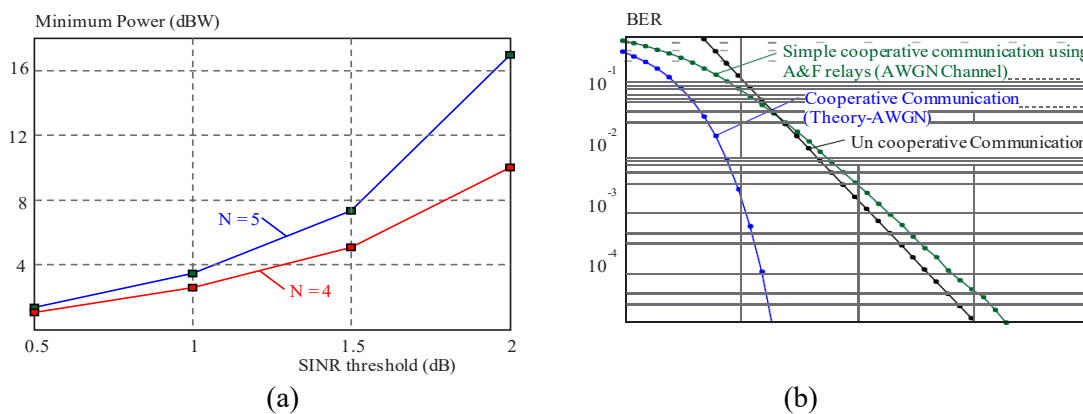 Minimum Power (dBW)
16
12
8
4
N = 5
N = 4
0.5
1
1.5
2
SINR threshold (dB)
(a)
BER
Simple cooperative communication using
A&F relays (AWGN Channel)
10-1
Cooperative Communication
(Theory-AWGN)
10-2
Un cooperative Communication
10-3
10-4
(b)